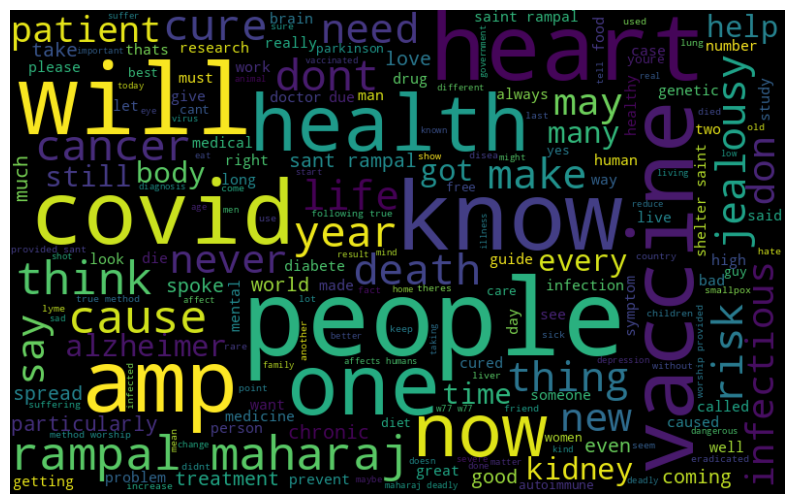 patient cure need heart help
suffer brain sure saint rampal used
take thats research really parkinson love food case youre number
important government lung tell
please best must work drug always different genetic
today vaccinated doctor due man may healthy
will let give cant health many two study
animal eye virus medical known last yes died old
dont cancer right sant rampal got make human
show disea might real
still body long life free way live said
much eat start jealousy don
diagnosis come men following true reduce low
covid age use year know shelter saint
provided sant shot result mind illness living hate
never death guide every high
look die diabete country bad guy
think spoke world made infection symptom smallpox
true method fact home theres
say cause lyme affect lot care day see
sad mental rare better keep sick children
alzheimer another people cured thing vaccine risk infectious
family affects humans depression without
amp one liver time someone new called
spread suffering infected point taking worship provided
particularly medicine want diet w77 w77 friend women caused
person chronic even dangerous well
method worship mean doesn kind seem
rampal maharaj now good kidney coming
change didnt great severe eradicated
getting problem treatment prevent done matter deadly
increase maybe maharaj deadly autoimmune